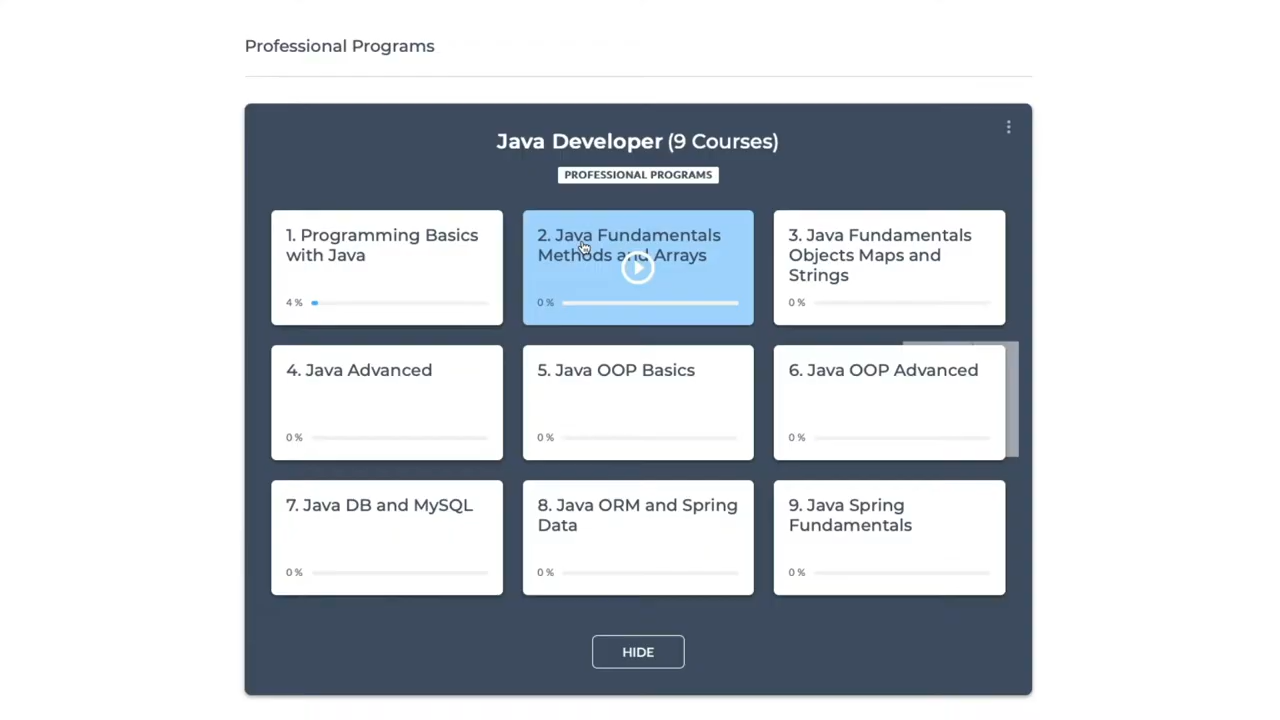 Professional Programs
Java Developer (9 Courses)
PROFESSIONAL PROGRAMS
1. Programming Basics
with Java
4 %
2. Java Fundamentals
Methods and Arrays
0 %
3. Java Fundamentals
Objects Maps and
Strings
0 %
4. Java Advanced
0 %
5. Java OOP Basics
0 %
6. Java OOP Advanced
0 %
7. Java DB and MySQL
0 %
8. Java ORM and Spring
Data
0 %
9. Java Spring
Fundamentals
0 %
HIDE